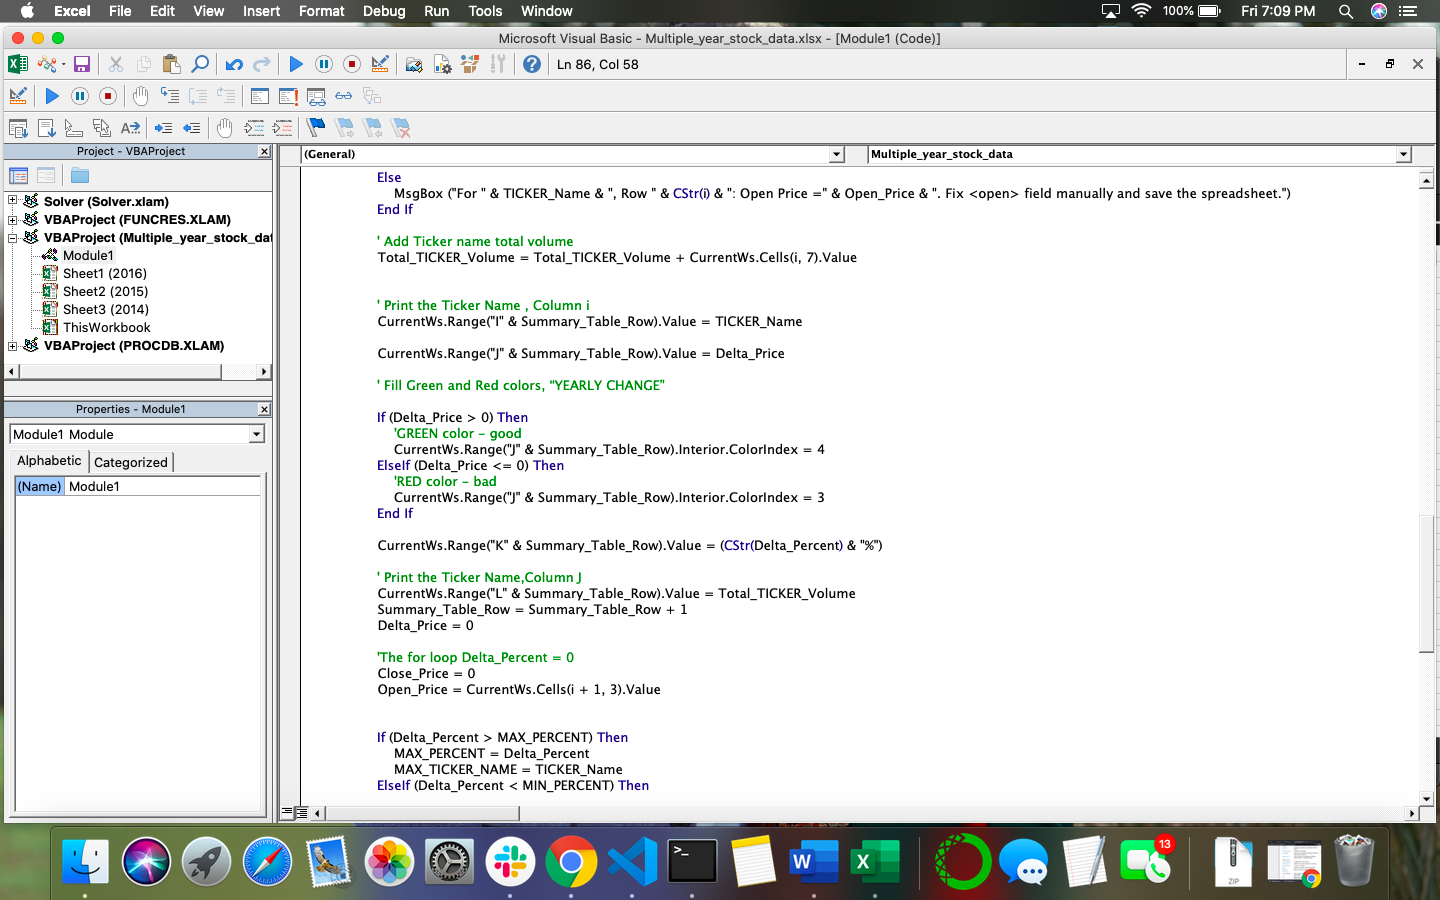 Excel File Edit View Insert Format Debug Run Tools Window 100% Fri 7:09 PM
Microsoft Visual Basic - Multiple_year_stock_data.xlsx - [Module1 (Code)]
Ln 86, Col 58
Project - VBAProject
(General) Multiple_year_stock_data
Solver (Solver.xlam)
VBAProject (FUNCRES.XLAM)
VBAProject (Multiple_year_stock_dat
Module1
Sheet1 (2016)
Sheet2 (2015)
Sheet3 (2014)
ThisWorkbook
VBAProject (PROCDB.XLAM)
Properties - Module1
Module1 Module
Alphabetic Categorized
(Name) Module1
Else
MsgBox ("For " & TICKER_Name & ", Row " & CStr(i) & ": Open Price =" & Open_Price & ". Fix <open> field manually and save the spreadsheet.")
End If
' Add Ticker name total volume
Total_TICKER_Volume = Total_TICKER_Volume + CurrentWs.Cells(i, 7).Value
' Print the Ticker Name , Column i
CurrentWs.Range("I" & Summary_Table_Row).Value = TICKER_Name
CurrentWs.Range("J" & Summary_Table_Row).Value = Delta_Price
' Fill Green and Red colors, “YEARLY CHANGE”
If (Delta_Price > 0) Then
'GREEN color - good
CurrentWs.Range("J" & Summary_Table_Row).Interior.ColorIndex = 4
ElseIf (Delta_Price <= 0) Then
'RED color - bad
CurrentWs.Range("J" & Summary_Table_Row).Interior.ColorIndex = 3
End If
CurrentWs.Range("K" & Summary_Table_Row).Value = (CStr(Delta_Percent) & "%")
' Print the Ticker Name,Column J
CurrentWs.Range("L" & Summary_Table_Row).Value = Total_TICKER_Volume
Summary_Table_Row = Summary_Table_Row + 1
Delta_Price = 0
'The for loop Delta_Percent = 0
Close_Price = 0
Open_Price = CurrentWs.Cells(i + 1, 3).Value
If (Delta_Percent > MAX_PERCENT) Then
MAX_PERCENT = Delta_Percent
MAX_TICKER_NAME = TICKER_Name
ElseIf (Delta_Percent < MIN_PERCENT) Then
13
ZIP